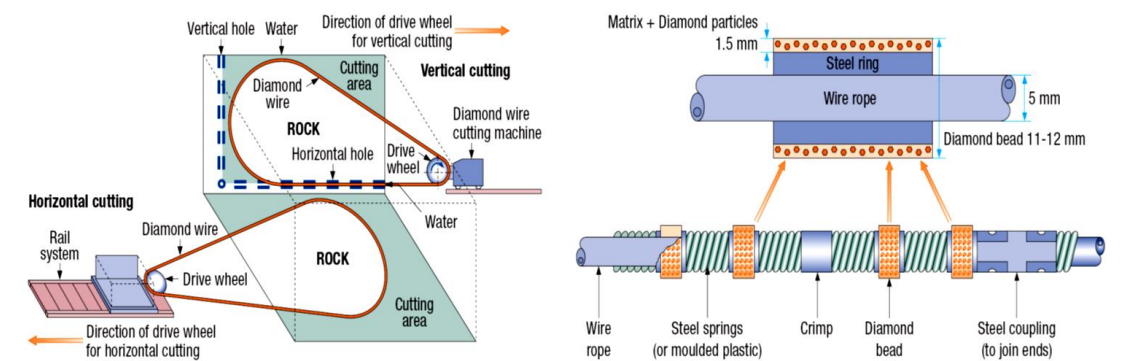 Vertical hole
Water
Direction of drive wheel
for vertical cutting
Cutting
area
Vertical cutting
Diamond
wire
ROCK
Diamond wire
cutting machine
Horizontal hole
Drive
wheel
Water
Horizontal cutting
Rail
system
Diamond wire
Drive wheel
ROCK
Cutting
area
Direction of drive wheel
for horizontal cutting
Matrix + Diamond particles
1.5 mm
Steel ring
Wire rope
5 mm
Diamond bead 11-12 mm
Wire
rope
Steel springs
(or moulded plastic)
Crimp
Diamond
bead
Steel coupling
(to join ends)